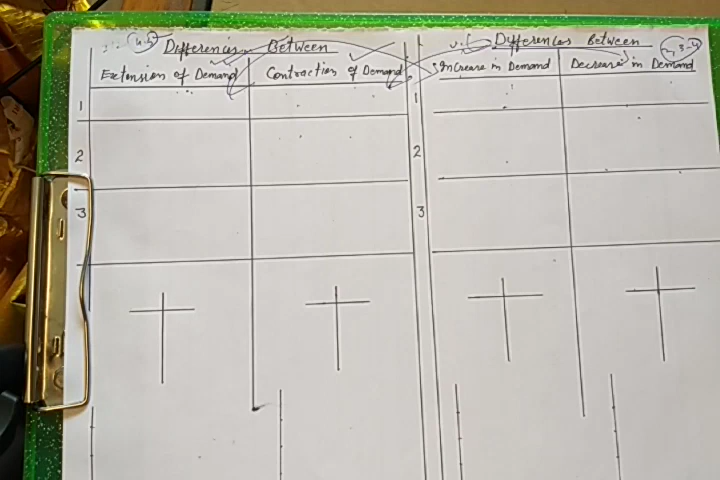 Differences Between
Extension of Demand
Contraction of Demand
1
2
3
Differences Between
Increase in Demand
Decrease in Demand
1
2
3